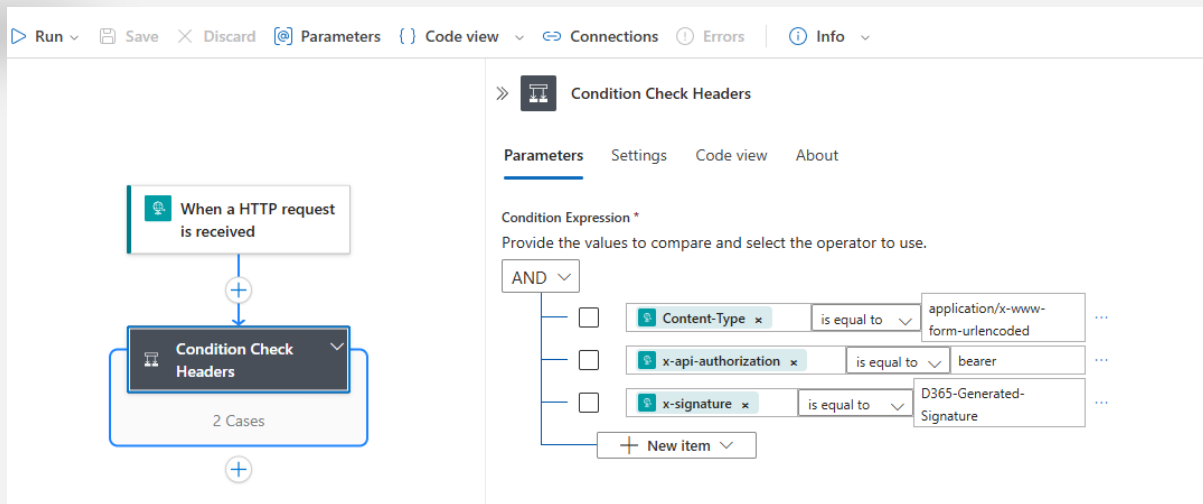 Run Save Discard [@] Parameters { } Code view Connections Errors Info
Condition Check Headers
Parameters Settings Code view About
When a HTTP request
is received
Condition Check
Headers
2 Cases
Condition Expression *
Provide the values to compare and select the operator to use.
AND
Content-Type × is equal to application/x-www-
form-urlencoded
x-api-authorization × is equal to bearer
x-signature × is equal to D365-Generated-
Signature
New item